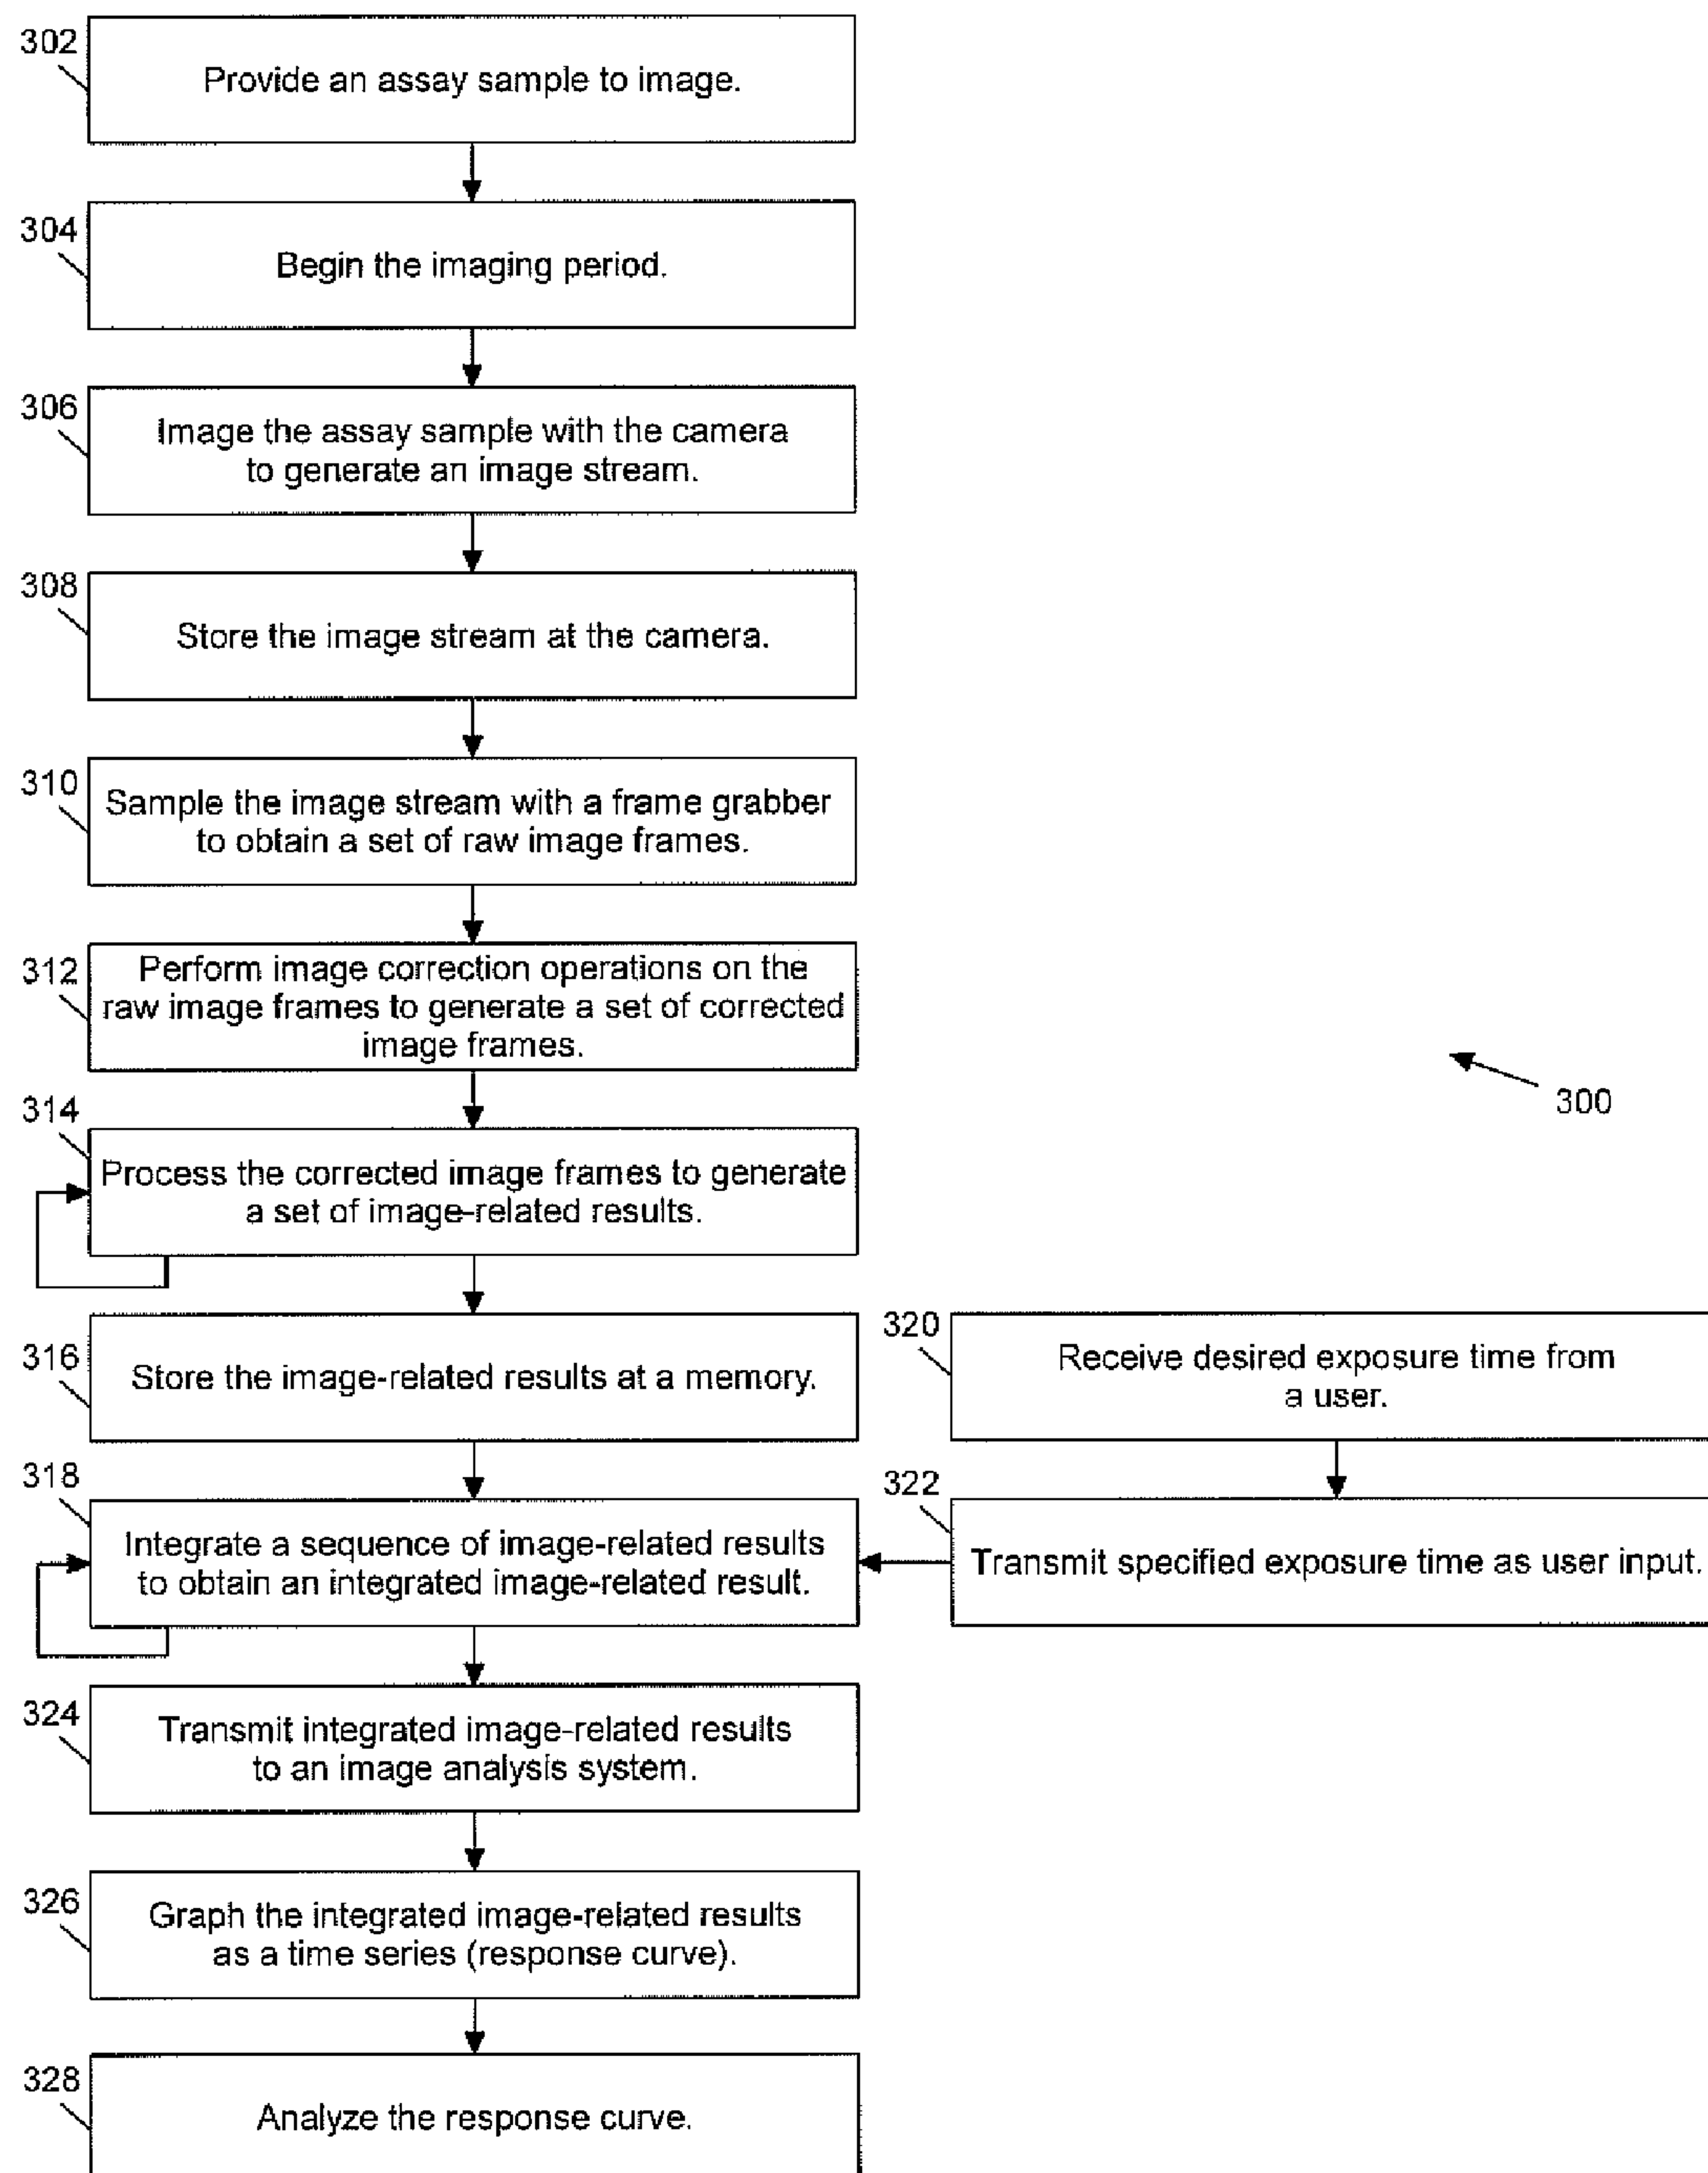 302
Provide an assay sample to image.
304
Begin the imaging period.
306
Image the assay sample with the camera
to generate an image stream.
308
Store the image stream at the camera.
310
Sample the image stream with a frame grabber
to obtain a set of raw image frames.
312
Perform image correction operations on the
raw image frames to generate a set of corrected
image frames.
300
314
Process the corrected image frames to generate
a set of image-related results.
316
Store the image-related results at a memory.
320
Receive desired exposure time from
a user.
318
Integrate a sequence of image-related results
to obtain an integrated image-related result.
322
Transmit specified exposure time as user input.
324
Transmit integrated image-related results
to an image analysis system.
326
Graph the integrated image-related results
as a time series (response curve).
328
Analyze the response curve.